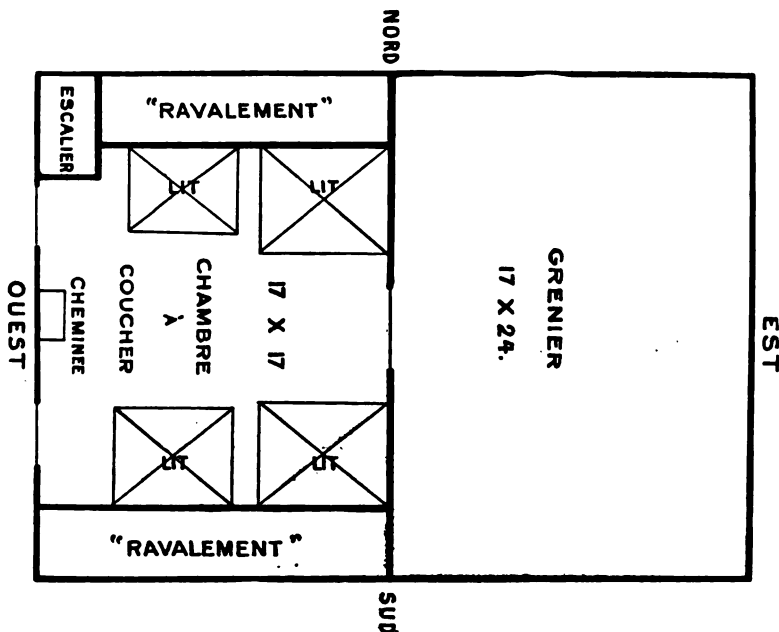 NORD
ESCALIER
"RAVALEMENT"
LIT
LIT
EST
GRENIER
17 X 24.
17 X 17
CHAMBRE
À
COUCHER
CHEMINEE
OUEST
LIT
LIT
"RAVALEMENT"
SUD